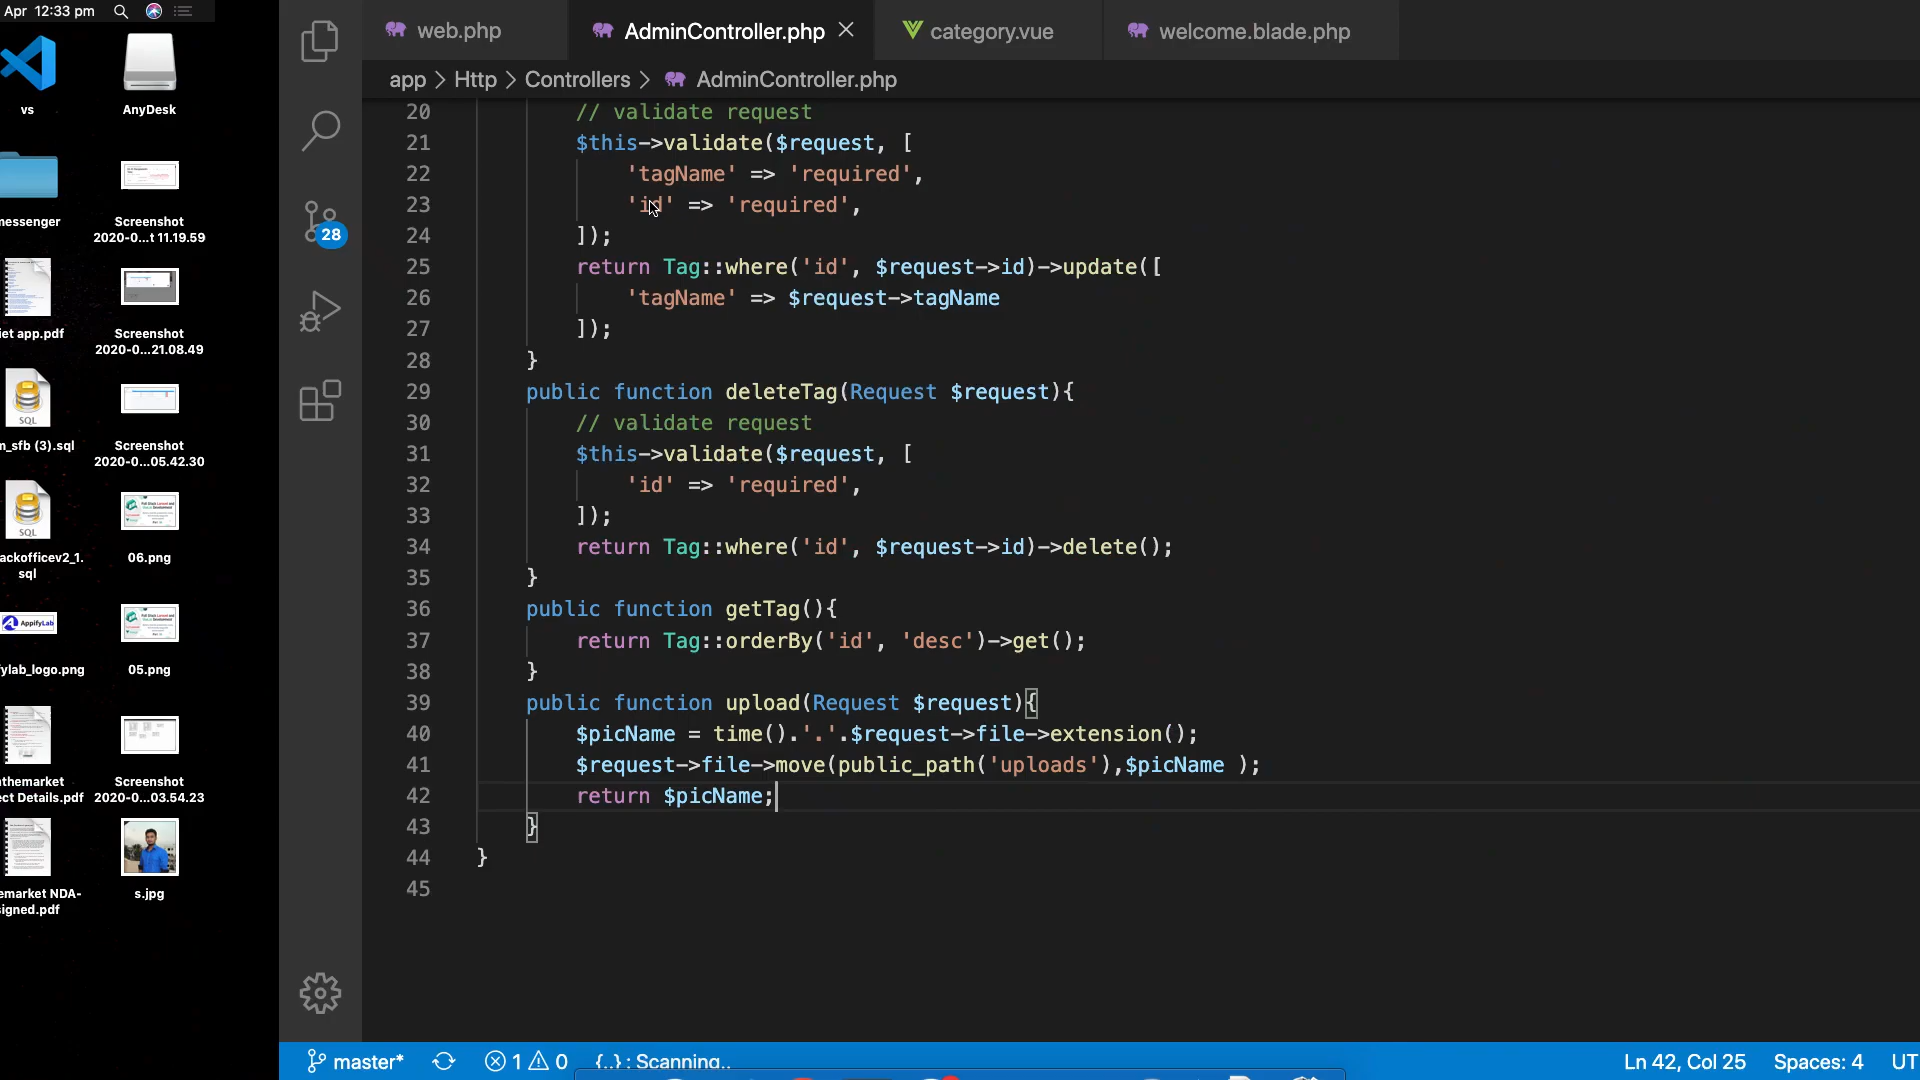 Apr 12:33 pm
vs
AnyDesk
messenger
Screenshot
2020-0...t 11.19.59
iet app.pdf
Screenshot
2020-0...21.08.49
SQL
m_sfb (3).sql
Screenshot
2020-0...05.42.30
SQL
ackofficev2_1.
sql
06.png
AppifyLab
ylab_logo.png
05.png
themarket
ect Details.pdf
Screenshot
2020-0...03.54.23
emarket NDA-
signed.pdf
s.jpg
28
web.php
AdminController.php
category.vue
welcome.blade.php
app > Http > Controllers > AdminController.php
20 // validate request
21 $this->validate($request, [
22 'tagName' => 'required',
23 'id' => 'required',
24 ]);
25 return Tag::where('id', $request->id)->update([
26 'tagName' => $request->tagName
27 ]);
28 }
29 public function deleteTag(Request $request){
30 // validate request
31 $this->validate($request, [
32 'id' => 'required',
33 ]);
34 return Tag::where('id', $request->id)->delete();
35 }
36 public function getTag(){
37 return Tag::orderBy('id', 'desc')->get();
38 }
39 public function upload(Request $request){
40 $picName = time().'.'.$request->file->extension();
41 $request->file->move(public_path('uploads'),$picName );
42 return $picName;
43 }
44 }
45
master* 1 0 {..} : Scanning.. Ln 42, Col 25 Spaces: 4 UT